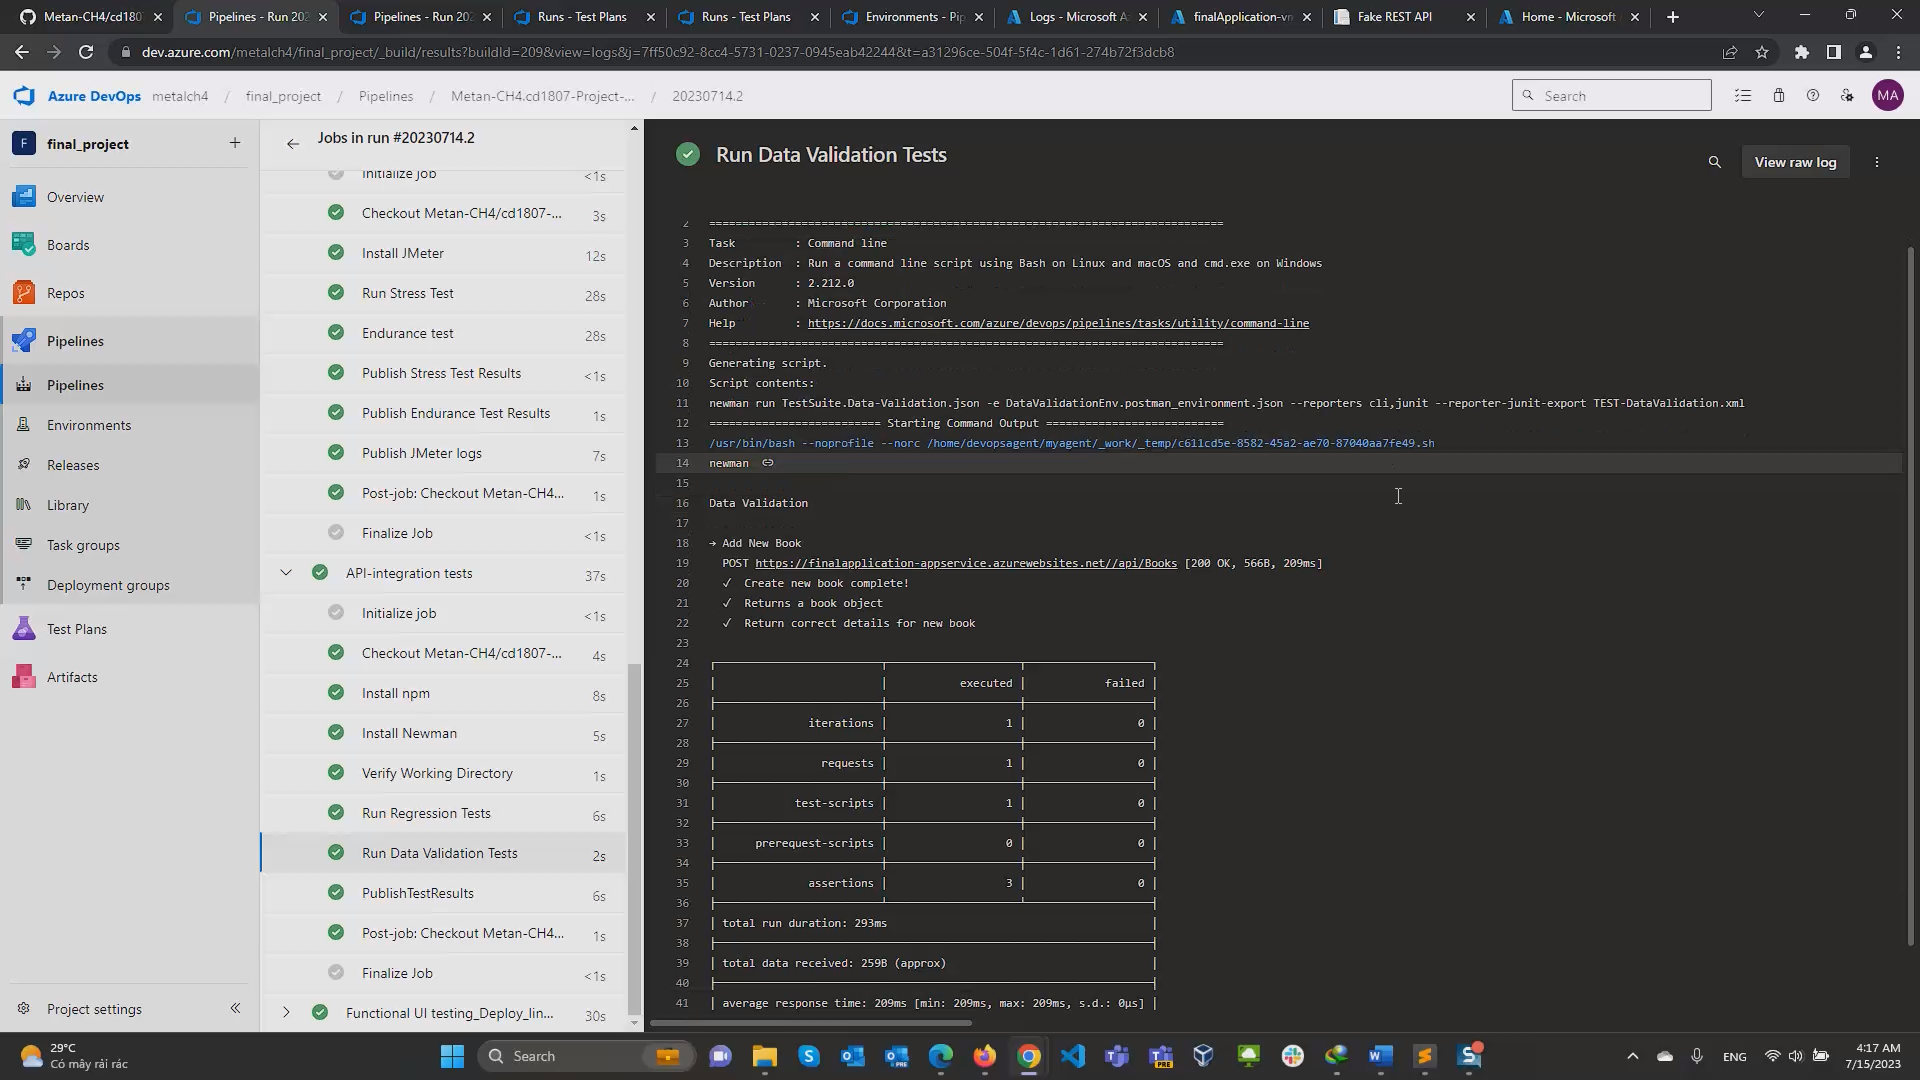 Metan-CH4/cd1807
Pipelines - Run 202
Pipelines - Run 202
Runs - Test Plans
Runs - Test Plans
Environments - Pip
Logs - Microsoft Az
finalApplication-vn
Fake REST API
Home - Microsoft
dev.azure.com/metalch4/final_project/_build/results?buildId=209&view=logs&j=7ff50c92-8cc4-5731-0237-0945eab42244&t=a31296ce-504f-5f4c-1d61-274b72f3dcb8
Azure DevOps metalch4 / final_project / Pipelines / Metan-CH4.cd1807-Project-... / 20230714.2
Search
MA
F final_project
Overview
Boards
Repos
Pipelines
Pipelines
Environments
Releases
Library
Task groups
Deployment groups
Test Plans
Artifacts
Project settings
Jobs in run #20230714.2
Initialize job <1s
Checkout Metan-CH4/cd1807-... 3s
Install JMeter 12s
Run Stress Test 28s
Endurance test 28s
Publish Stress Test Results <1s
Publish Endurance Test Results 1s
Publish JMeter logs 7s
Post-job: Checkout Metan-CH4... 1s
Finalize Job <1s
API-integration tests 37s
Initialize job <1s
Checkout Metan-CH4/cd1807-... 4s
Install npm 8s
Install Newman 5s
Verify Working Directory 1s
Run Regression Tests 6s
Run Data Validation Tests 2s
PublishTestResults 6s
Post-job: Checkout Metan-CH4... 1s
Finalize Job <1s
Functional UI testing_Deploy_lin... 30s
Run Data Validation Tests
View raw log
2 ==============================================================================
3 Task : Command line
4 Description : Run a command line script using Bash on Linux and macOS and cmd.exe on Windows
5 Version : 2.212.0
6 Author : Microsoft Corporation
7 Help : https://docs.microsoft.com/azure/devops/pipelines/tasks/utility/command-line
8 ==============================================================================
9 Generating script.
10 Script contents:
11 newman run TestSuite.Data-Validation.json -e DataValidationEnv.postman_environment.json --reporters cli,junit --reporter-junit-export TEST-DataValidation.xml
12 ========================== Starting Command Output ===========================
13 /usr/bin/bash --noprofile --norc /home/devopsagent/myagent/_work/_temp/c611cd5e-8582-45a2-ae70-87040aa7fe49.sh
14 newman
15
16 Data Validation
17
18 → Add New Book
19 POST https://finalapplication-appservice.azurewebsites.net//api/Books [200 OK, 566B, 209ms]
20 ✓ Create new book complete!
21 ✓ Returns a book object
22 ✓ Return correct details for new book
23
24
25 | | executed | failed |
26
27 | iterations | 1 | 0 |
28
29 | requests | 1 | 0 |
30
31 | test-scripts | 1 | 0 |
32
33 | prerequest-scripts | 0 | 0 |
34
35 | assertions | 3 | 0 |
36
37 | total run duration: 293ms |
38
39 | total data received: 259B (approx) |
40
41 | average response time: 209ms [min: 209ms, max: 209ms, s.d.: 0µs] |
29°C
Có mây rải rác
Search
ENG
4:17 AM
7/15/2023